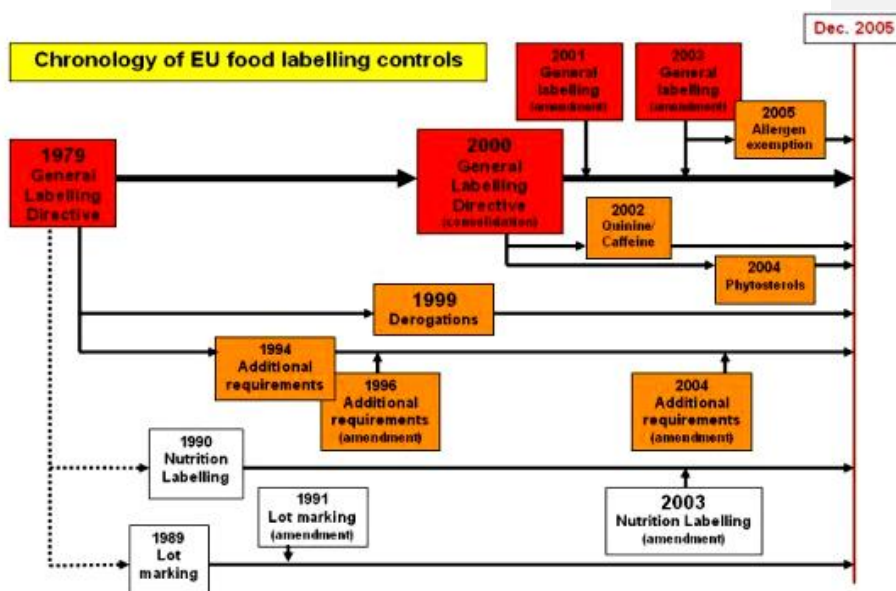 Dec. 2005
Chronology of EU food labelling controls
2001
General
labelling
(amendment)
2003
General
labelling
(amendment)
2005
Allergen
exemption
1979
General
Labelling
Directive
2000
General
Labelling
Directive
(consolidation)
2002
Quinine/
Caffeine
2004
Phytosterols
1999
Derogations
1994
Additional
requirements
1996
Additional
requirements
(amendment)
2004
Additional
requirements
(amendment)
1990
Nutrition
Labelling
1991
Lot marking
(amendment)
2003
Nutrition Labelling
(amendment)
1989
Lot
marking